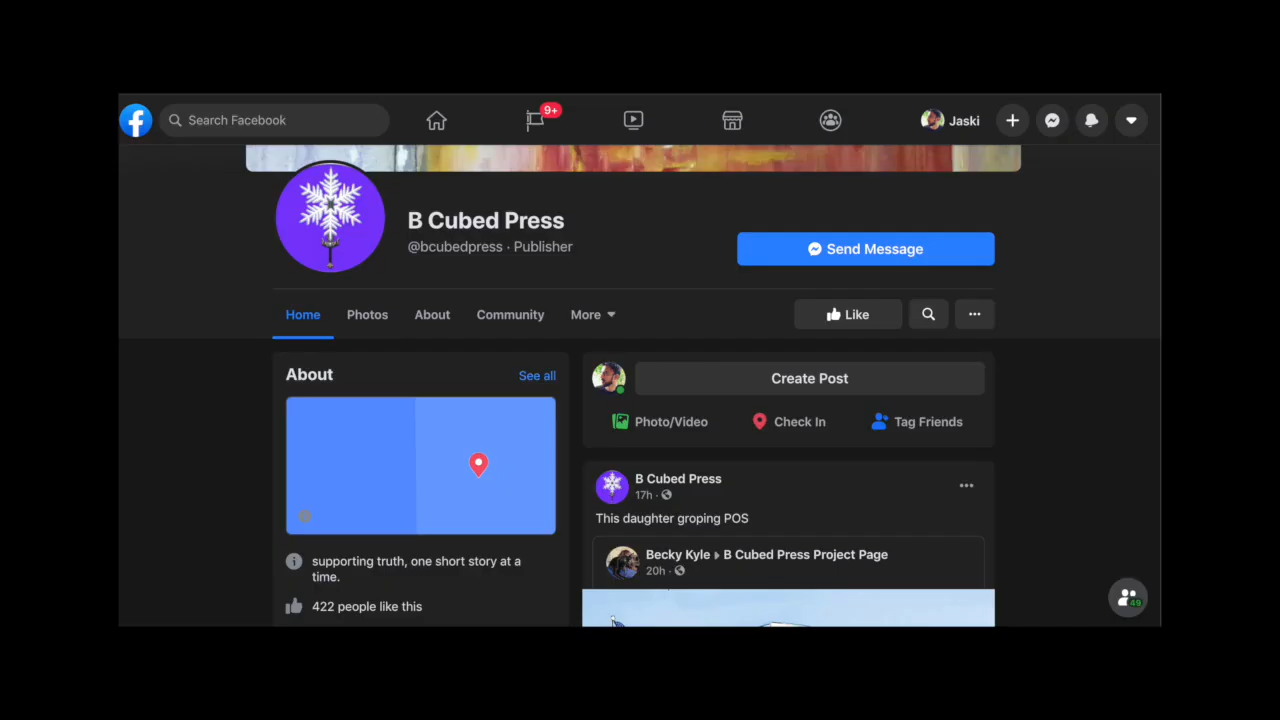 Search Facebook
9+
Jaski
B Cubed Press
@bcubedpress · Publisher
Send Message
Home
Photos
About
Community
More
Like
About
See all
supporting truth, one short story at a
time.
422 people like this
Create Post
Photo/Video
Check In
Tag Friends
B Cubed Press
17h ·
This daughter groping POS
Becky Kyle ▸ B Cubed Press Project Page
20h ·
49